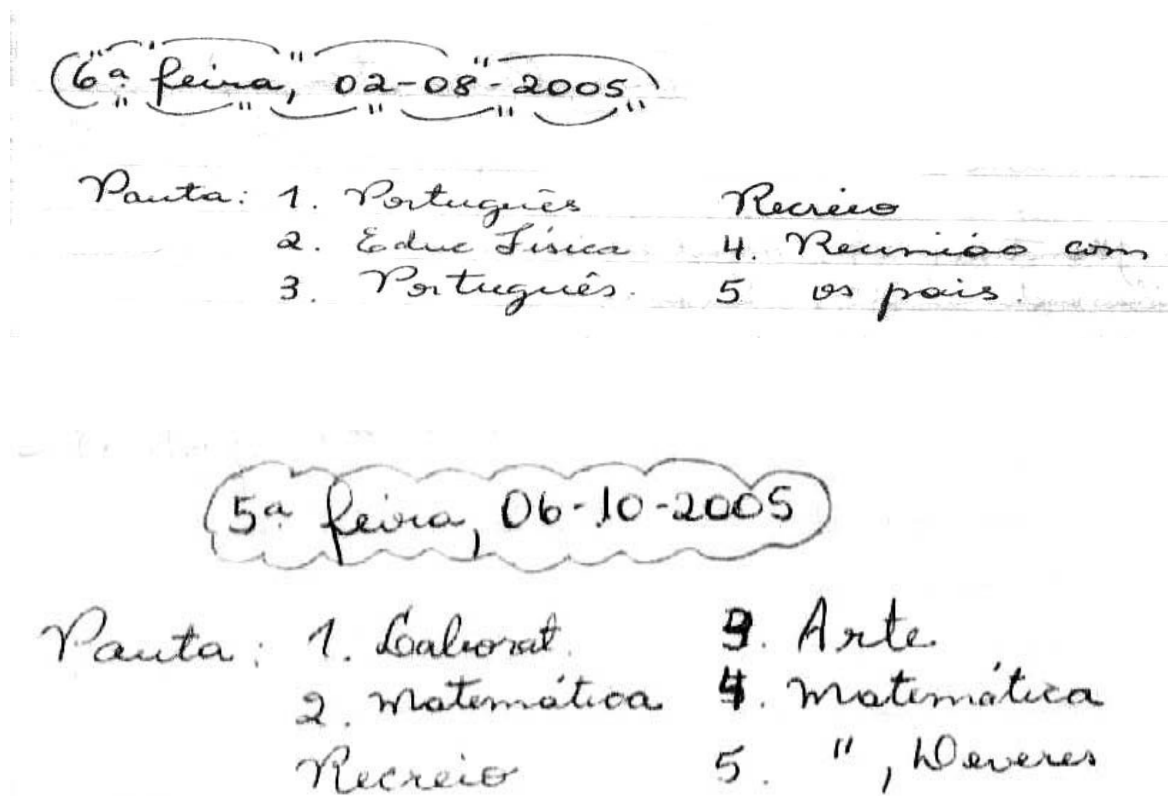 6ª feira, 02-08-2005
Pauta: 1. Português Recreio
2. Educ Física 4. Reunião com
3. Português. 5 os pais.
5ª feira, 06-10-2005
Pauta: 1. Laborat. 3. Arte.
2. Matemática 4. Matemática
Recreio 5. ", Deveres